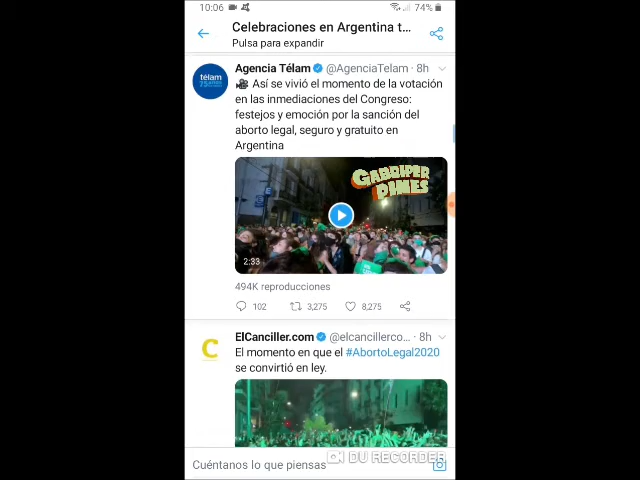 10:06
74%
Celebraciones en Argentina t...
Pulsa para expandir
Agencia Télam @AgenciaTelam · 8h
télam
Así se vivió el momento de la votación
en las inmediaciones del Congreso:
festejos y emoción por la sanción del
aborto legal, seguro y gratuito en
Argentina
GABRIPER
DIMES
2:33
494K reproducciones
102 3,275 8,275
ElCanciller.com @elcancillerco... · 8h
C
El momento en que el #AbortoLegal2020
se convirtió en ley.
Cuéntanos lo que piensas
DU RECORDER